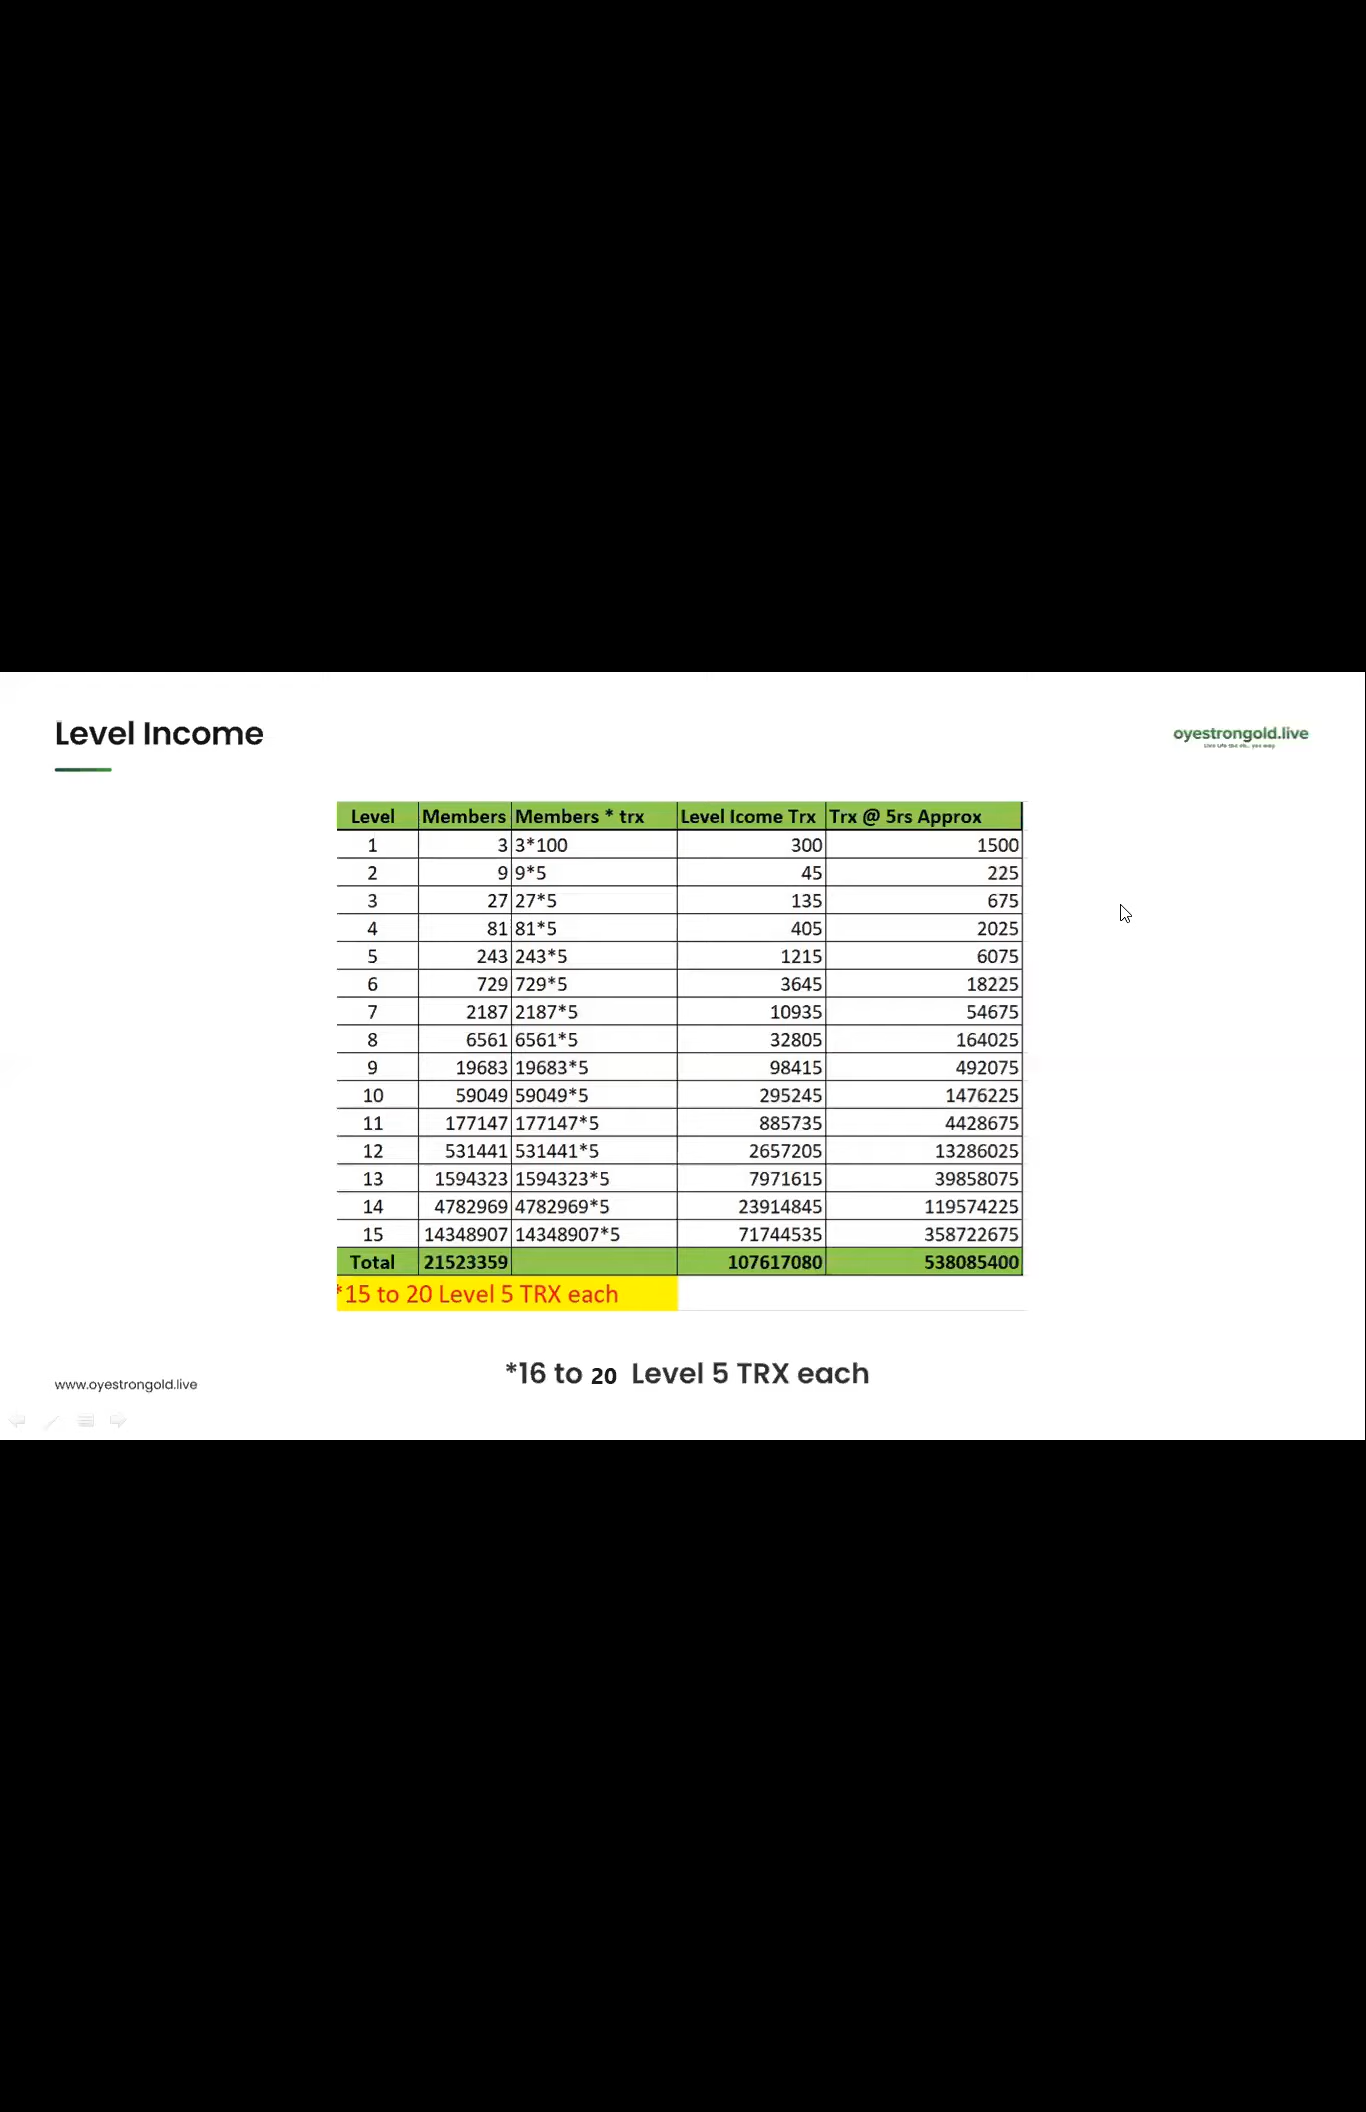 Level Income
oyestrongold.live
Level Members Members * trx Level Icome Trx Trx @ 5rs Approx
1 3 3*100 300 1500
2 9 9*5 45 225
3 27 27*5 135 675
4 81 81*5 405 2025
5 243 243*5 1215 6075
6 729 729*5 3645 18225
7 2187 2187*5 10935 54675
8 6561 6561*5 32805 164025
9 19683 19683*5 98415 492075
10 59049 59049*5 295245 1476225
11 177147 177147*5 885735 4428675
12 531441 531441*5 2657205 13286025
13 1594323 1594323*5 7971615 39858075
14 4782969 4782969*5 23914845 119574225
15 14348907 14348907*5 71744535 358722675
Total 21523359 107617080 538085400
*15 to 20 Level 5 TRX each
*16 to 20 Level 5 TRX each
www.oyestrongold.live